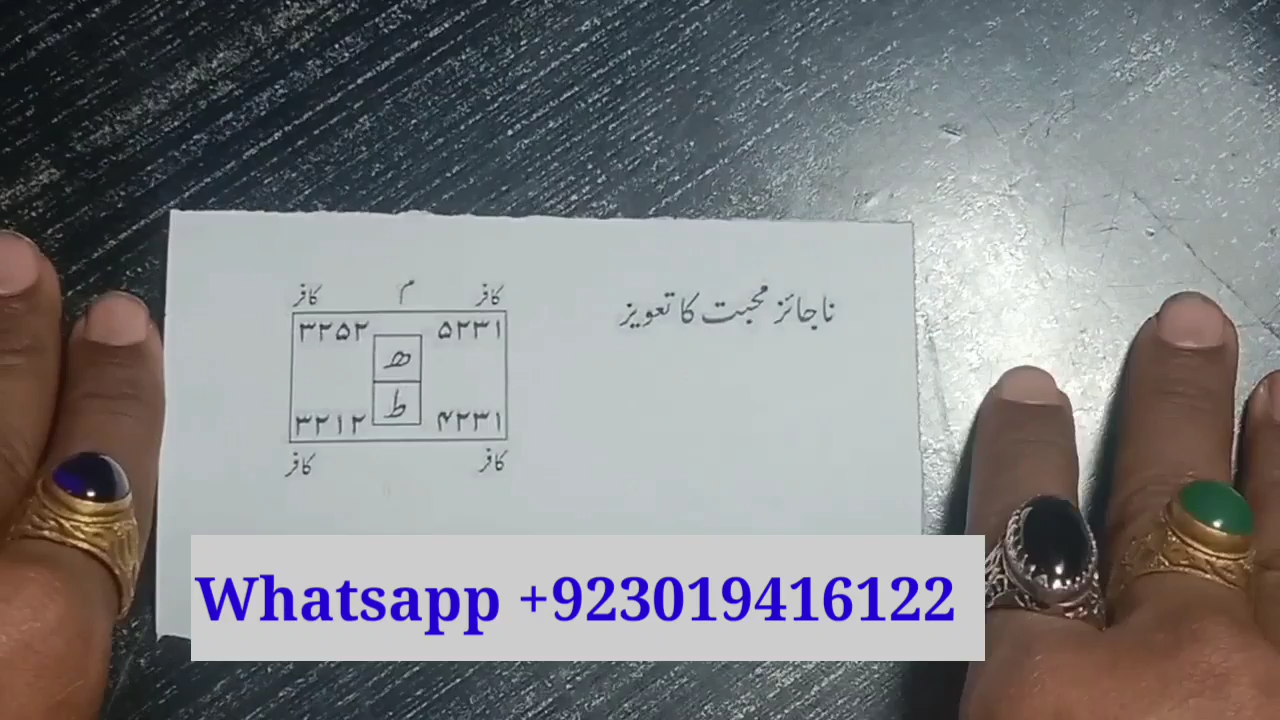 ناجائز محبت کا تعویز
کافر م کافر
۳۲۵۲ ۵۲۳۱
ھ
ط
۳۲۱۲ ۴۲۳۱
کافر کافر
Whatsapp +923019416122